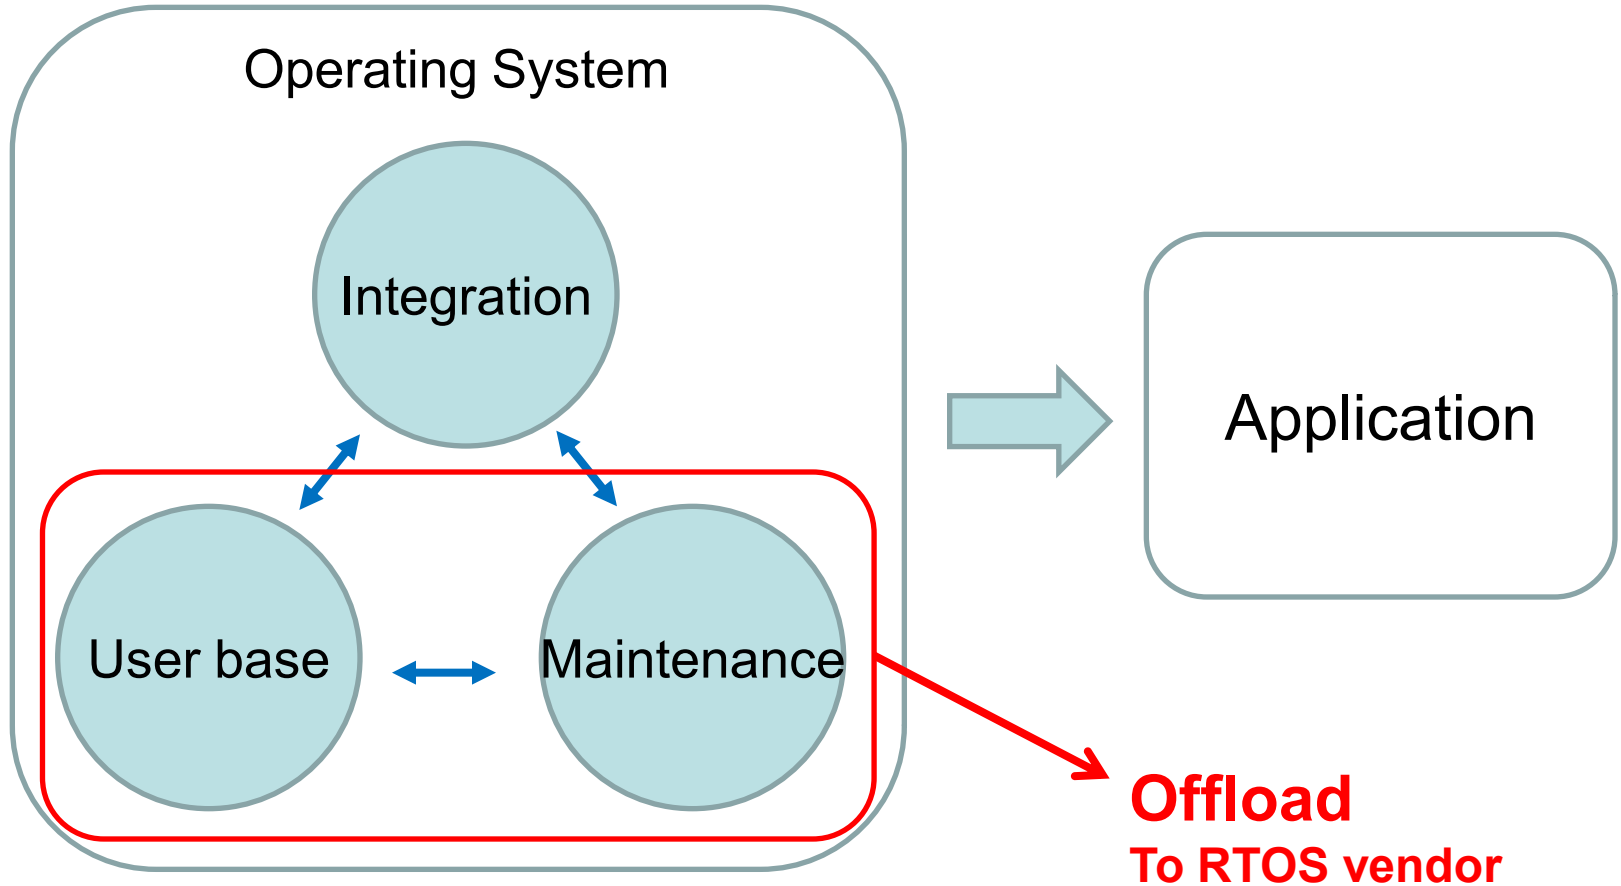 Operating System
Integration
User base
Maintenance
Application
Offload
To RTOS vendor